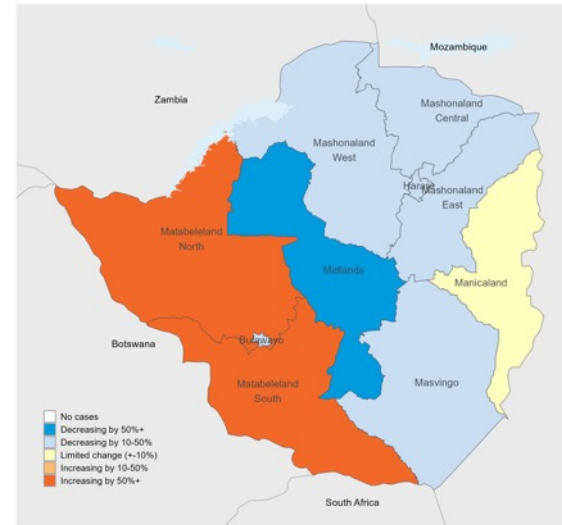 Mozambique
Zambia
Mashonaland
Central
Mashonaland
West
Harare
Mashonaland
East
Matabeleland
North
Midlands
Manicaland
Botswana
Bulawayo
Matabeleland
South
Masvingo
No cases
Decreasing by 50%+
Decreasing by 10-50%
Limited change (+-10%)
Increasing by 10-50%
Increasing by 50%+
South Africa